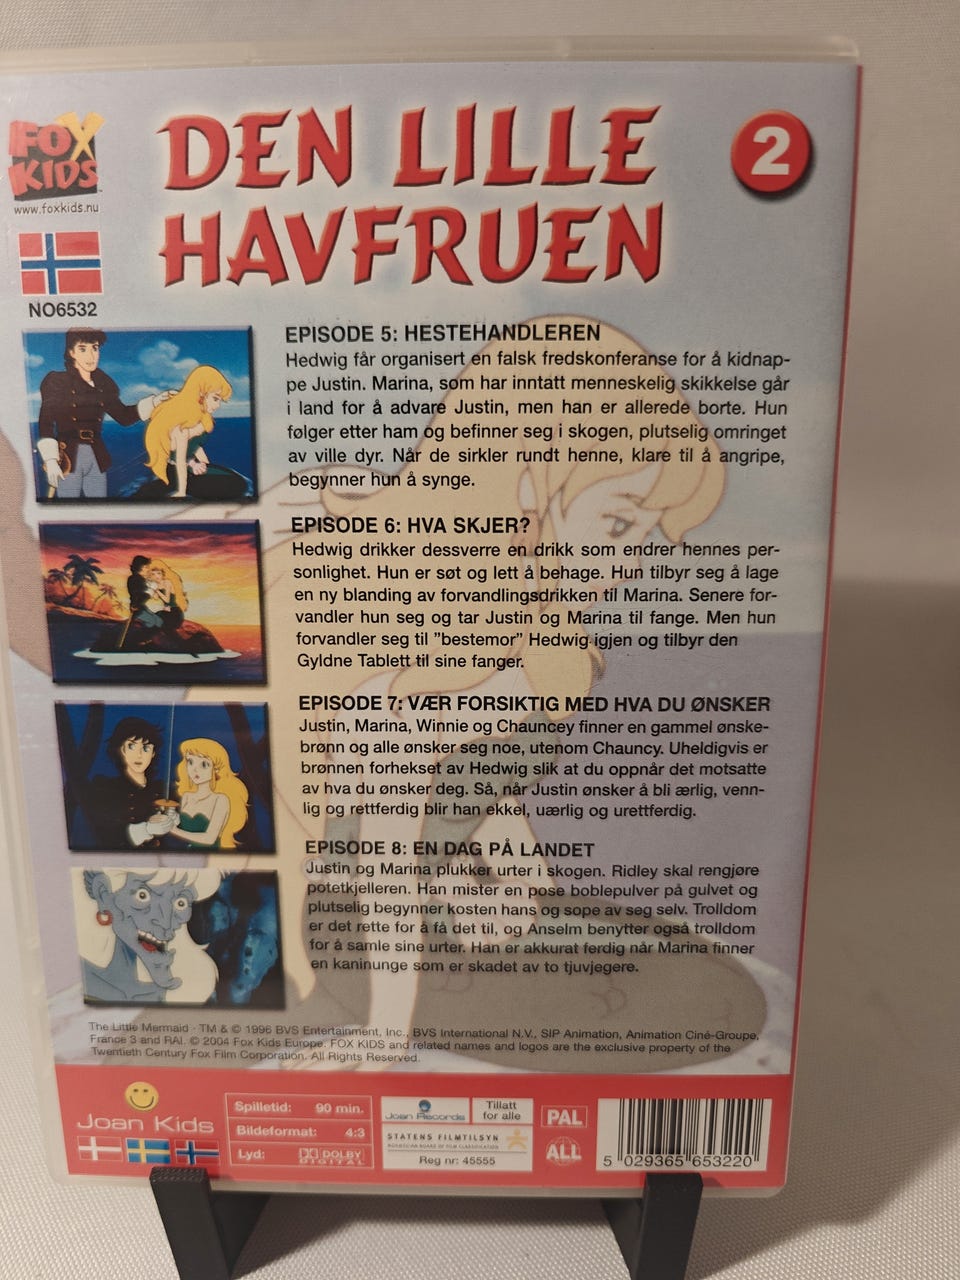 FOX
KIDS
www.foxkids.nu
NO6532
DEN LILLE
HAVFRUEN
2
EPISODE 5: HESTEHANDLEREN
Hedwig får organisert en falsk fredskonferanse for å kidnap-
pe Justin. Marina, som har inntatt menneskelig skikkelse går
i land for å advare Justin, men han er allerede borte. Hun
følger etter ham og befinner seg i skogen, plutselig omringet
av ville dyr. Når de sirkler rundt henne, klare til å angripe,
begynner hun å synge.
EPISODE 6: HVA SKJER?
Hedwig drikker dessverre en drikk som endrer hennes per-
sonlighet. Hun er søt og lett å behage. Hun tilbyr seg å lage
en ny blanding av forvandlingsdrikken til Marina. Senere for-
vandler hun seg og tar Justin og Marina til fange. Men hun
forvandler seg til ”bestemor” Hedwig igjen og tilbyr den
Gyldne Tablett til sine fanger.
EPISODE 7: VÆR FORSIKTIG MED HVA DU ØNSKER
Justin, Marina, Winnie og Chauncey finner en gammel ønske-
brønn og alle ønsker seg noe, utenom Chauncy. Uheldigvis er
brønnen forhekset av Hedwig slik at du oppnår det motsatte
av hva du ønsker deg. Så, når Justin ønsker å bli ærlig, venn-
lig og rettferdig blir han ekkel, uærlig og urettferdig.
EPISODE 8: EN DAG PÅ LANDET
Justin og Marina plukker urter i skogen. Ridley skal rengjøre
potetkjelleren. Han mister en pose boblepulver på gulvet og
plutselig begynner kosten hans og sope av seg selv. Trolldom
er det rette for å få det til, og Anselm benytter også trolldom
for å samle sine urter. Han er akkurat ferdig når Marina finner
en kaninunge som er skadet av to tjuvjegere.
The Little Mermaid · TM & © 1996 BVS Entertainment, Inc., BVS International N.V., SIP Animation, Animation Ciné-Groupe,
France 3 and RAI. © 2004 Fox Kids Europe. FOX KIDS and related names and logos are the exclusive property of the
Twentieth Century Fox Film Corporation. All Rights Reserved.
Joan Kids
Spilletid: 90 min.
Bildeformat: 4:3
Lyd: DOLBY
DIGITAL
Joan Records
Tillatt
for alle
STATENS FILMTILSYN
NORWEGIAN BOARD OF FILM CLASSIFICATION
Reg nr: 45555
PAL
ALL
5 029365 653220